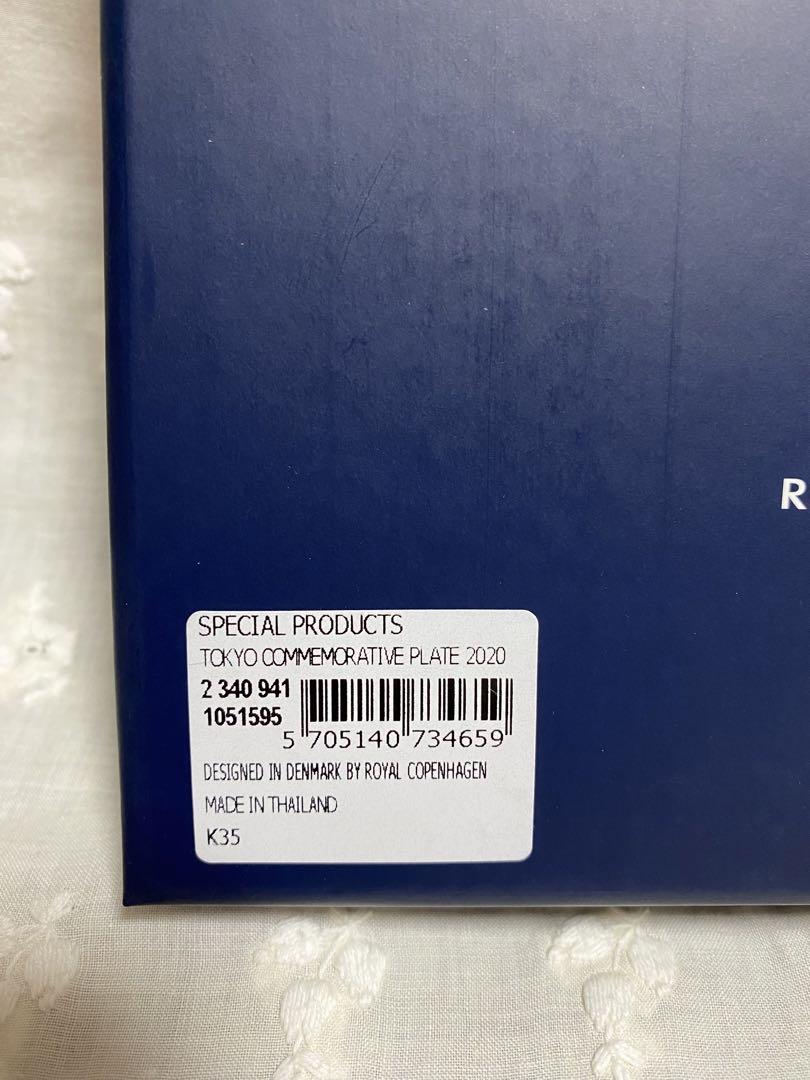 R
SPECIAL PRODUCTS
TOKYO COMMEMORATIVE PLATE 2020
2 340 941
1051595
5 705140 734659
DESIGNED IN DENMARK BY ROYAL COPENHAGEN
MADE IN THAILAND
K35